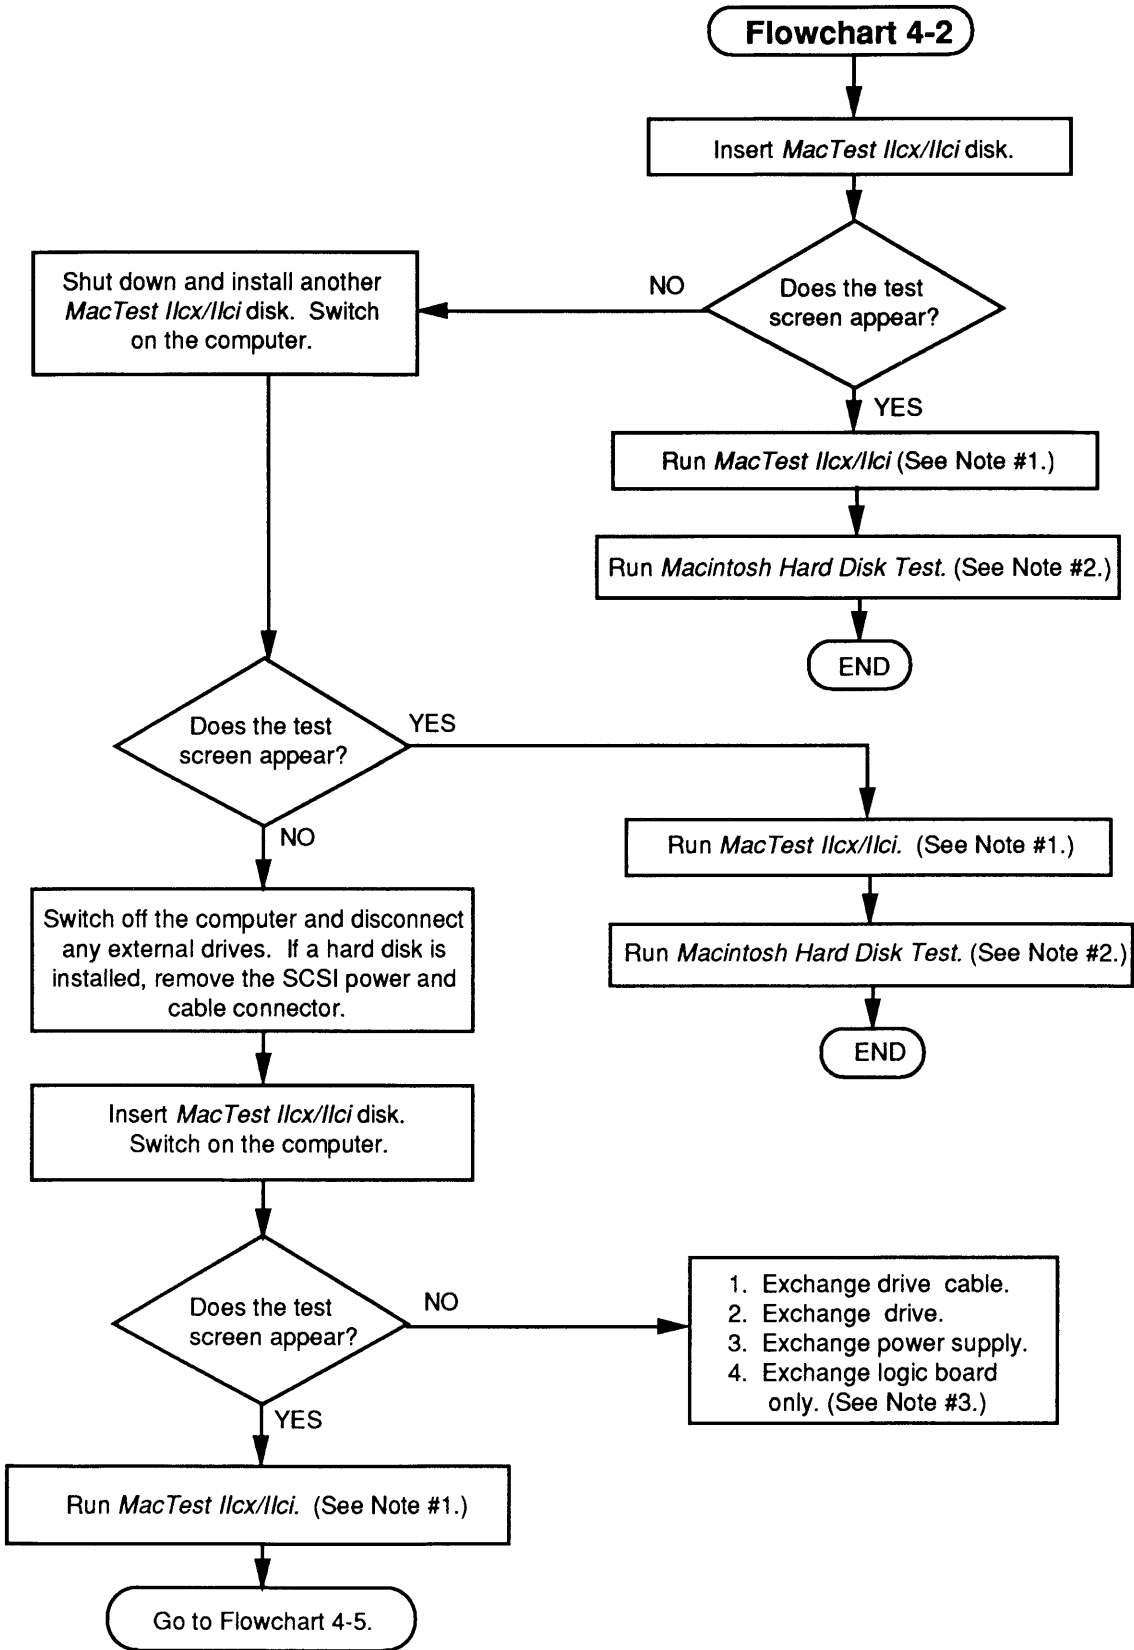 Flowchart 4-2
Insert MacTest IIcx/IIci disk.
Does the test
screen appear?
NO
Shut down and install another
MacTest IIcx/IIci disk. Switch
on the computer.
YES
Run MacTest IIcx/IIci (See Note #1.)
Run Macintosh Hard Disk Test. (See Note #2.)
END
Does the test
screen appear?
YES
Run MacTest IIcx/IIci. (See Note #1.)
Run Macintosh Hard Disk Test. (See Note #2.)
END
NO
Switch off the computer and disconnect
any external drives. If a hard disk is
installed, remove the SCSI power and
cable connector.
Insert MacTest IIcx/IIci disk.
Switch on the computer.
Does the test
screen appear?
NO
1. Exchange drive cable.
2. Exchange drive.
3. Exchange power supply.
4. Exchange logic board
only. (See Note #3.)
YES
Run MacTest IIcx/IIci. (See Note #1.)
Go to Flowchart 4-5.